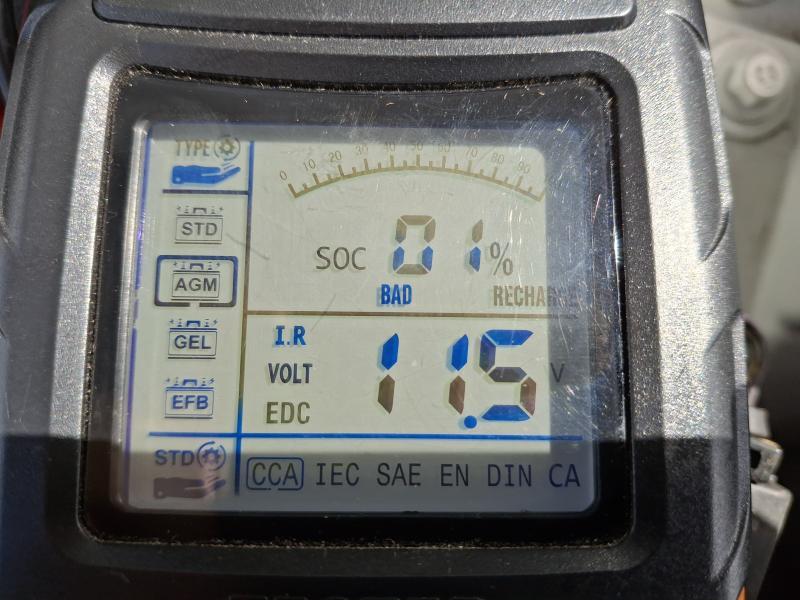 TYPE
0 10 20 30 40 50 60 70 80 90
STD
SOC 01%
AGM
BAD RECHARGE
GEL
I.R
VOLT 11.5 V
EFB
EDC
STD
CCA IEC SAE EN DIN CA